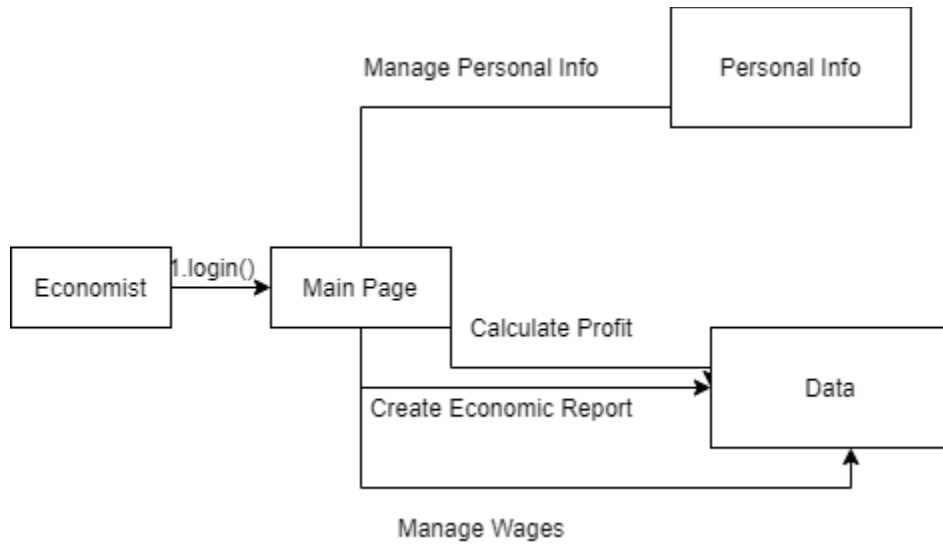 Manage Personal Info
Personal Info
Economist
1.login()
Main Page
Calculate Profit
Data
Create Economic Report
Manage Wages